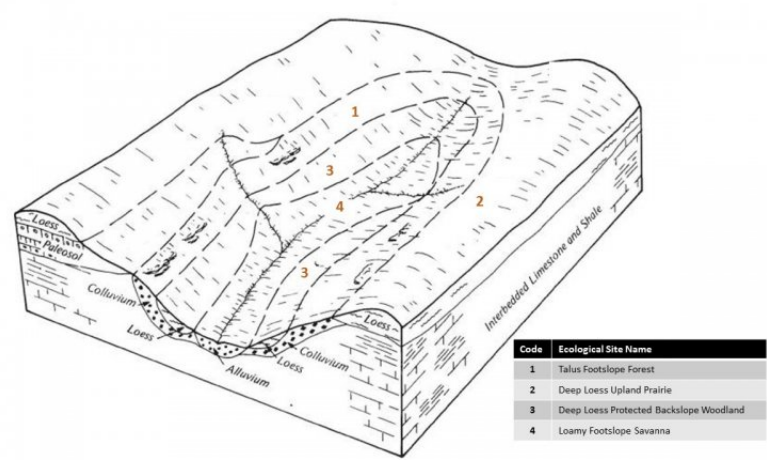 1
3
2
4
3
Loess
Paleosol
Colluvium
Loess
Alluvium
Loess
Colluvium
Loess
Interbedded Limestone and Shale
Code Ecological Site Name
1 Talus Footslope Forest
2 Deep Loess Upland Prairie
3 Deep Loess Protected Backslope Woodland
4 Loamy Footslope Savanna